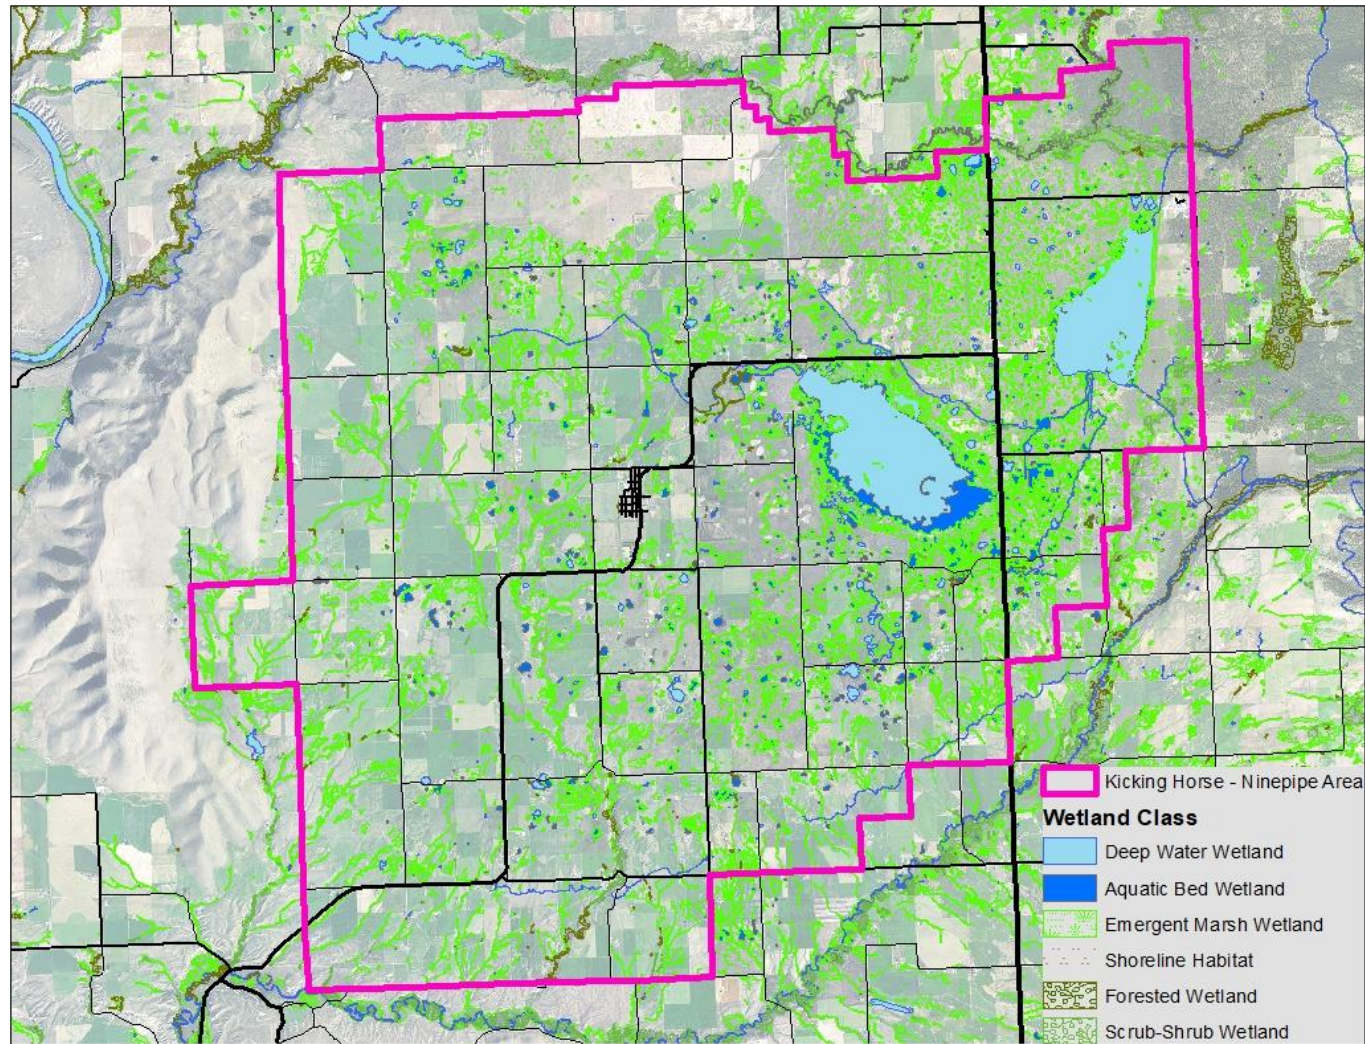 Kicking Horse - Ninepipe Area
Wetland Class
Deep Water Wetland
Aquatic Bed Wetland
Emergent Marsh Wetland
Shoreline Habitat
Forested Wetland
Scrub-Shrub Wetland